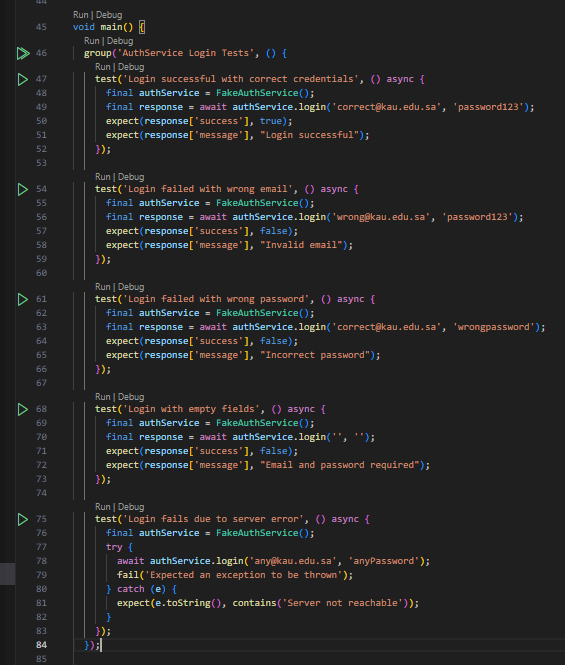 44
Run | Debug
45 void main() {
Run | Debug
46 group('AuthService Login Tests', () {
Run | Debug
47 test('Login successful with correct credentials', () async {
48 final authService = FakeAuthService();
49 final response = await authService.login('correct@kau.edu.sa', 'password123');
50 expect(response['success'], true);
51 expect(response['message'], "Login successful");
52 });
53
Run | Debug
54 test('Login failed with wrong email', () async {
55 final authService = FakeAuthService();
56 final response = await authService.login('wrong@kau.edu.sa', 'password123');
57 expect(response['success'], false);
58 expect(response['message'], "Invalid email");
59 });
60
Run | Debug
61 test('Login failed with wrong password', () async {
62 final authService = FakeAuthService();
63 final response = await authService.login('correct@kau.edu.sa', 'wrongpassword');
64 expect(response['success'], false);
65 expect(response['message'], "Incorrect password");
66 });
67
Run | Debug
68 test('Login with empty fields', () async {
69 final authService = FakeAuthService();
70 final response = await authService.login('', '');
71 expect(response['success'], false);
72 expect(response['message'], "Email and password required");
73 });
74
Run | Debug
75 test('Login fails due to server error', () async {
76 final authService = FakeAuthService();
77 try {
78 await authService.login('any@kau.edu.sa', 'anyPassword');
79 fail('Expected an exception to be thrown');
80 } catch (e) {
81 expect(e.toString(), contains('Server not reachable'));
82 }
83 });
84 });
85